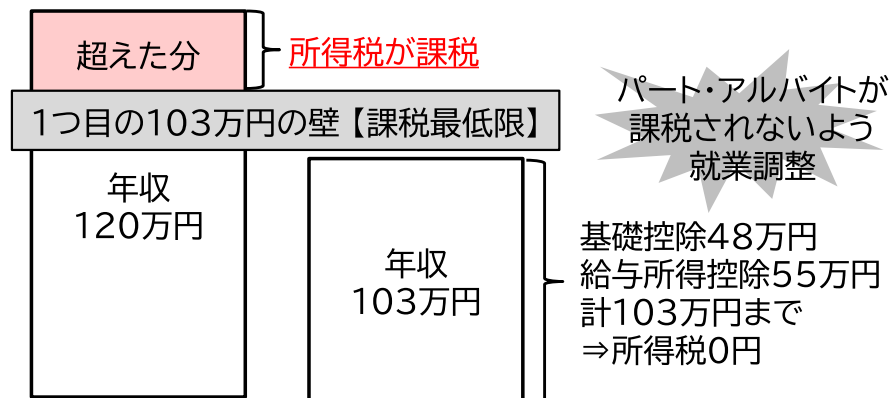 超えた分
所得税が課税
1つ目の103万円の壁【課税最低限】
パート・アルバイトが
課税されないよう
就業調整
年収
120万円
年収
103万円
基礎控除48万円
給与所得控除55万円
計103万円まで
⇒所得税0円